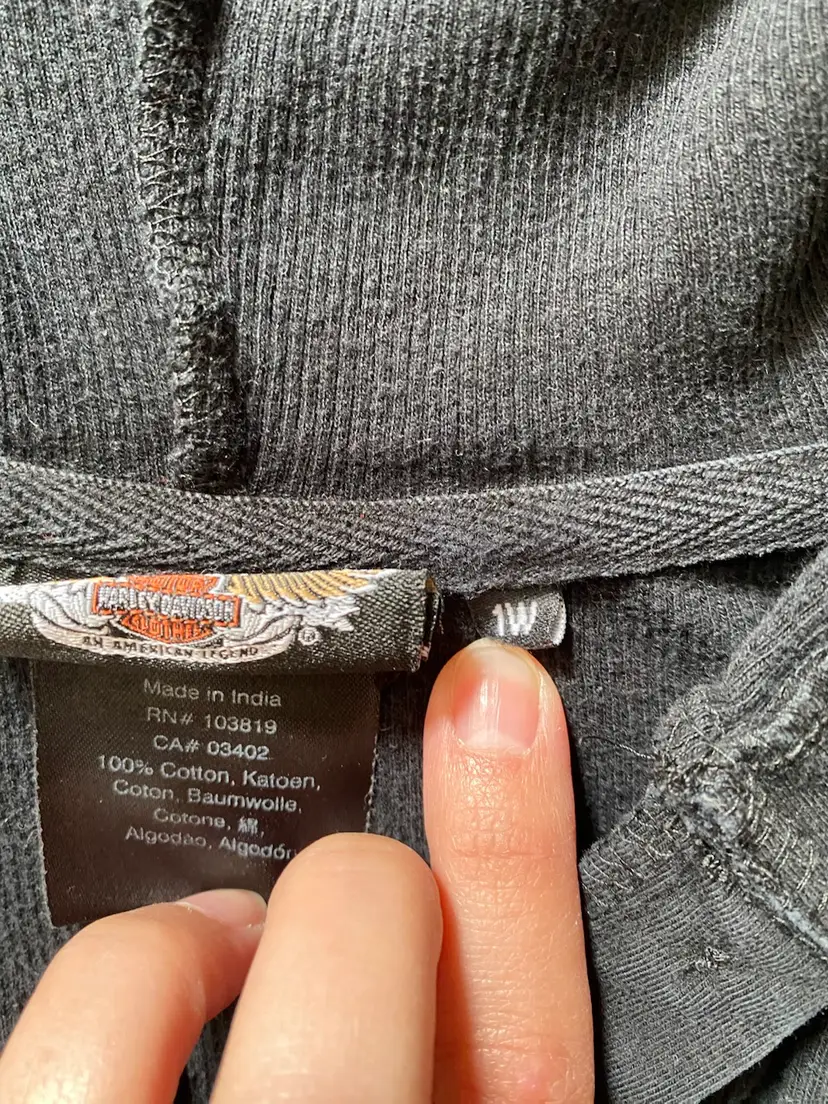 HARLEY-DAVIDSON
CLOTHES
AN AMERICAN LEGEND
®
1W
Made in India
RN# 103819
CA# 03402
100% Cotton, Katoen,
Coton, Baumwolle,
Cotone, 綿,
Algodão, Algodón